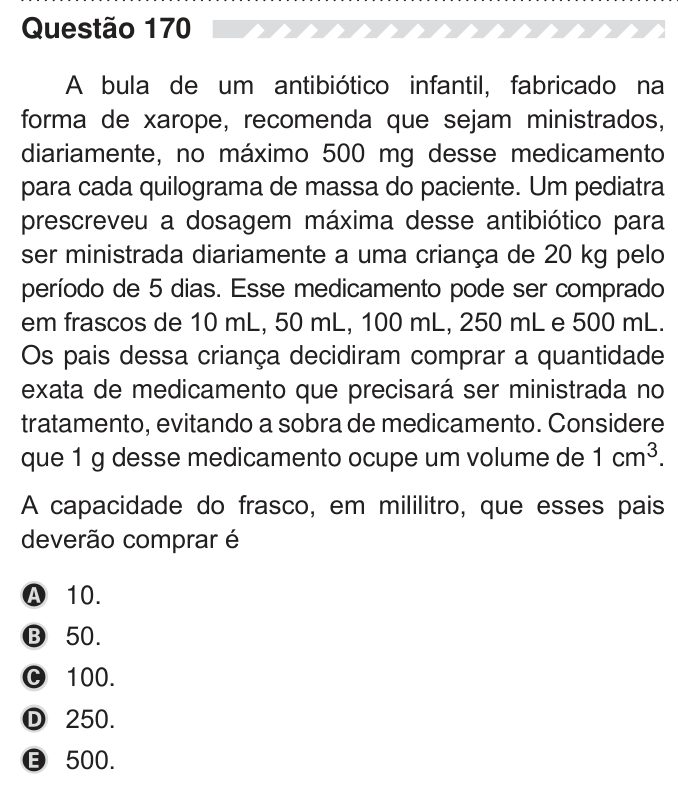 Questão 170
A bula de um antibiótico infantil, fabricado na
forma de xarope, recomenda que sejam ministrados,
diariamente, no máximo 500 mg desse medicamento
para cada quilograma de massa do paciente. Um pediatra
prescreveu a dosagem máxima desse antibiótico para
ser ministrada diariamente a uma criança de 20 kg pelo
período de 5 dias. Esse medicamento pode ser comprado
em frascos de 10 mL, 50 mL, 100 mL, 250 mL e 500 mL.
Os pais dessa criança decidiram comprar a quantidade
exata de medicamento que precisará ser ministrada no
tratamento, evitando a sobra de medicamento. Considere
que 1 g desse medicamento ocupe um volume de 1 cm³.
A capacidade do frasco, em mililitro, que esses pais
deverão comprar é
A 10.
B 50.
C 100.
D 250.
E 500.